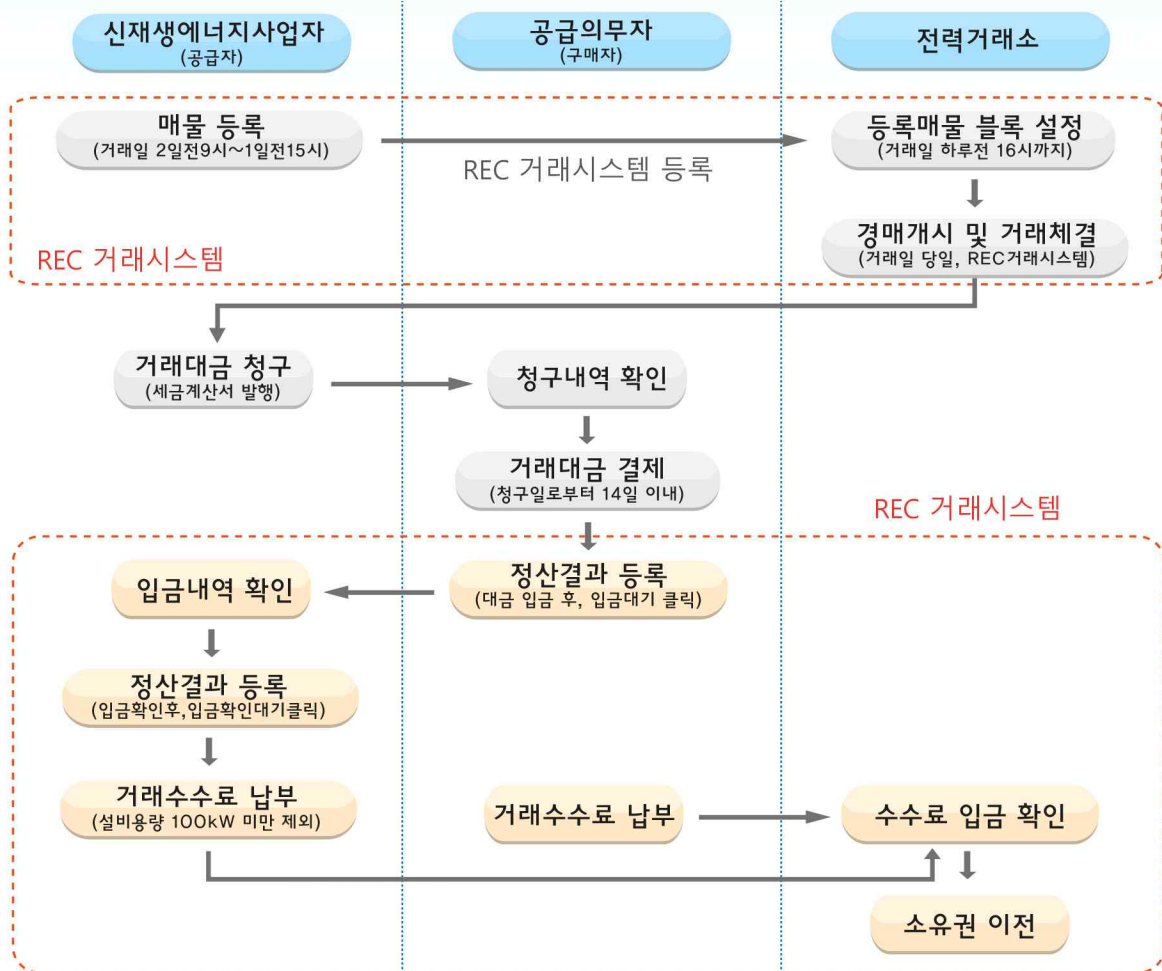 신재생에너지사업자
(공급자)
공급의무자
(구매자)
전력거래소
매물 등록
(거래일 2일전9시~1일전15시)
REC 거래시스템 등록
등록매물 블록 설정
(거래일 하루전 16시까지)
경매개시 및 거래체결
(거래일 당일, REC거래시스템)
REC 거래시스템
거래대금 청구
(세금계산서 발행)
청구내역 확인
거래대금 결제
(청구일로부터 14일 이내)
REC 거래시스템
정산결과 등록
(대금 입금 후, 입금대기 클릭)
입금내역 확인
정산결과 등록
(입금확인후,입금확인대기클릭)
거래수수료 납부
(설비용량 100kW 미만 제외)
거래수수료 납부
수수료 입금 확인
소유권 이전